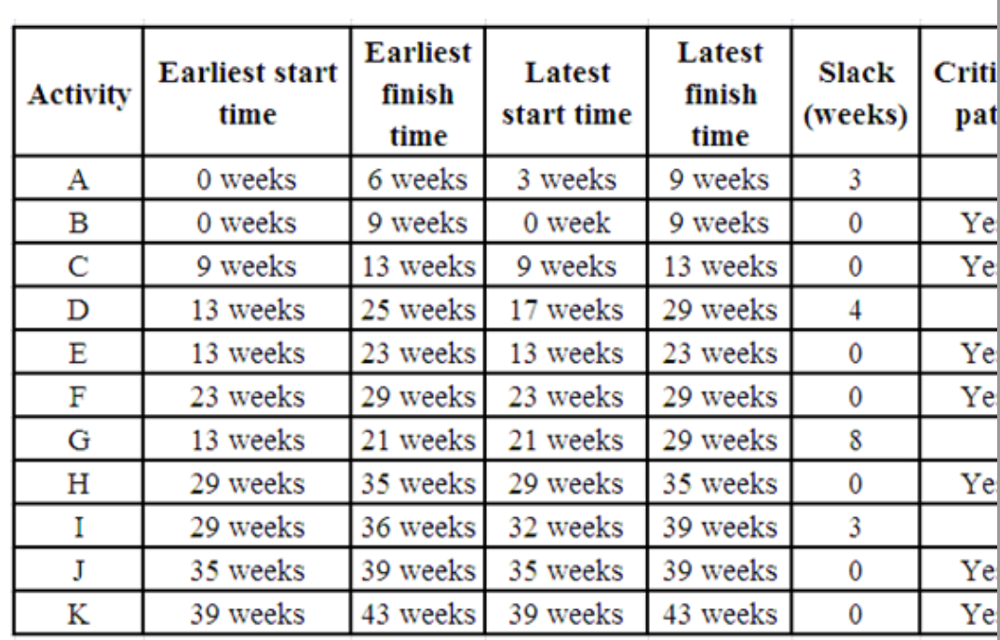 Activity Earliest start time Earliest finish time Latest start time Latest finish time Slack (weeks) Criti pat
A 0 weeks 6 weeks 3 weeks 9 weeks 3
B 0 weeks 9 weeks 0 week 9 weeks 0 Ye
C 9 weeks 13 weeks 9 weeks 13 weeks 0 Ye
D 13 weeks 25 weeks 17 weeks 29 weeks 4
E 13 weeks 23 weeks 13 weeks 23 weeks 0 Ye
F 23 weeks 29 weeks 23 weeks 29 weeks 0 Ye
G 13 weeks 21 weeks 21 weeks 29 weeks 8
H 29 weeks 35 weeks 29 weeks 35 weeks 0 Ye
I 29 weeks 36 weeks 32 weeks 39 weeks 3
J 35 weeks 39 weeks 35 weeks 39 weeks 0 Ye
K 39 weeks 43 weeks 39 weeks 43 weeks 0 Ye